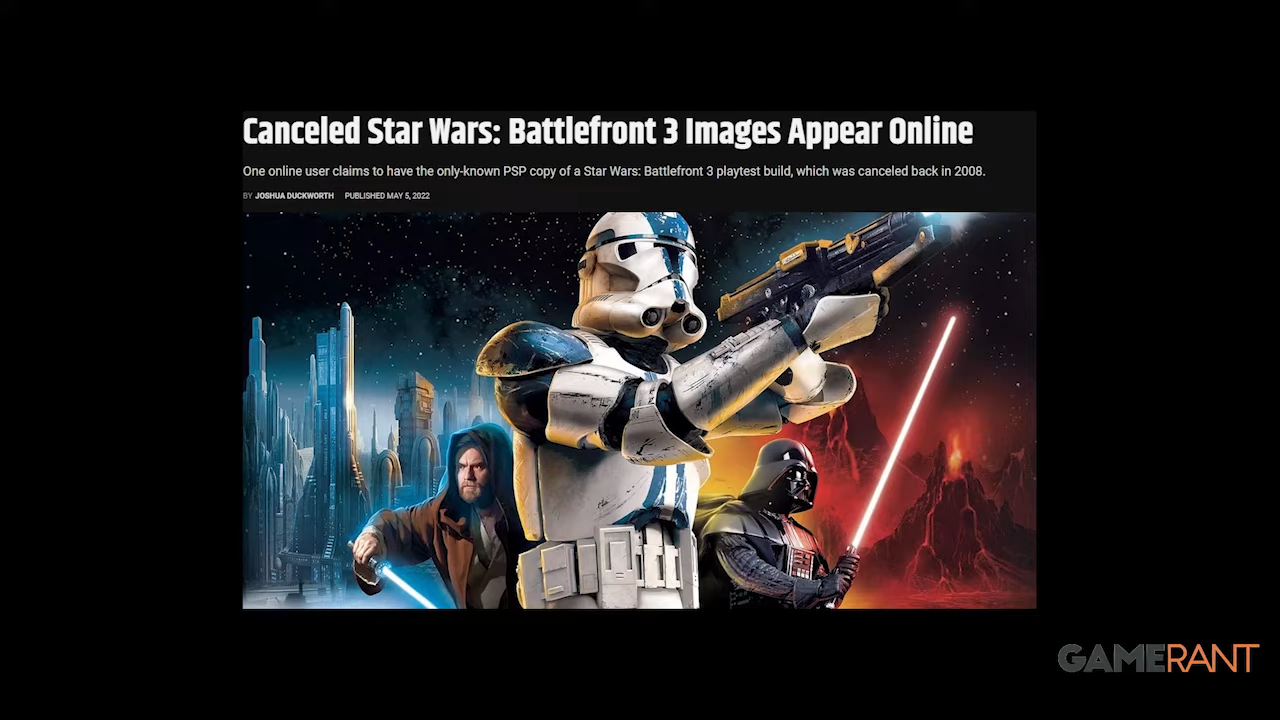 Canceled Star Wars: Battlefront 3 Images Appear Online
One online user claims to have the only-known PSP copy of a Star Wars: Battlefront 3 playtest build, which was canceled back in 2008.
BY JOSHUA DUCKWORTH PUBLISHED MAY 5, 2022
GAMERANT